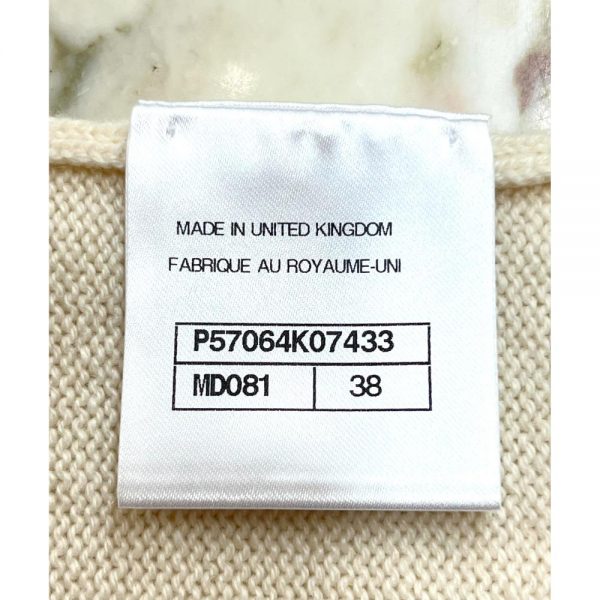 MADE IN UNITED KINGDOM
FABRIQUE AU ROYAUME-UNI
P57064K07433
MD081 38